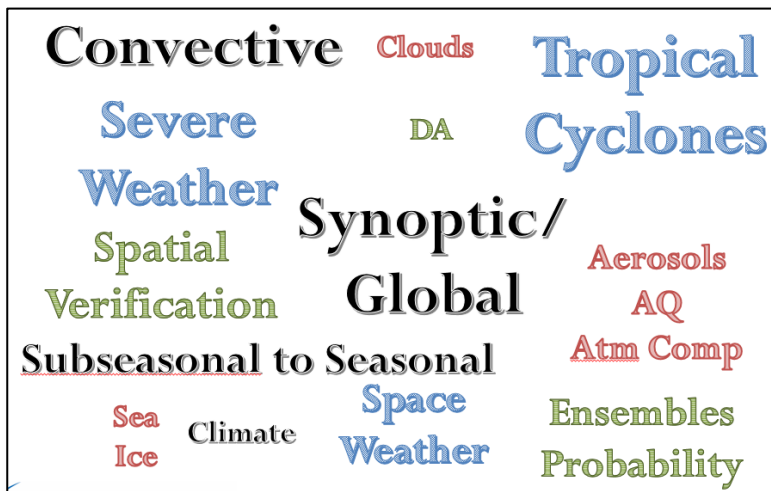 Convective
Clouds
Tropical
Cyclones
Severe
Weather
DA
Synoptic/
Global
Spatial
Verification
Aerosols
AQ
Atm Comp
Subseasonal to Seasonal
Sea
Ice
Climate
Space
Weather
Ensembles
Probability